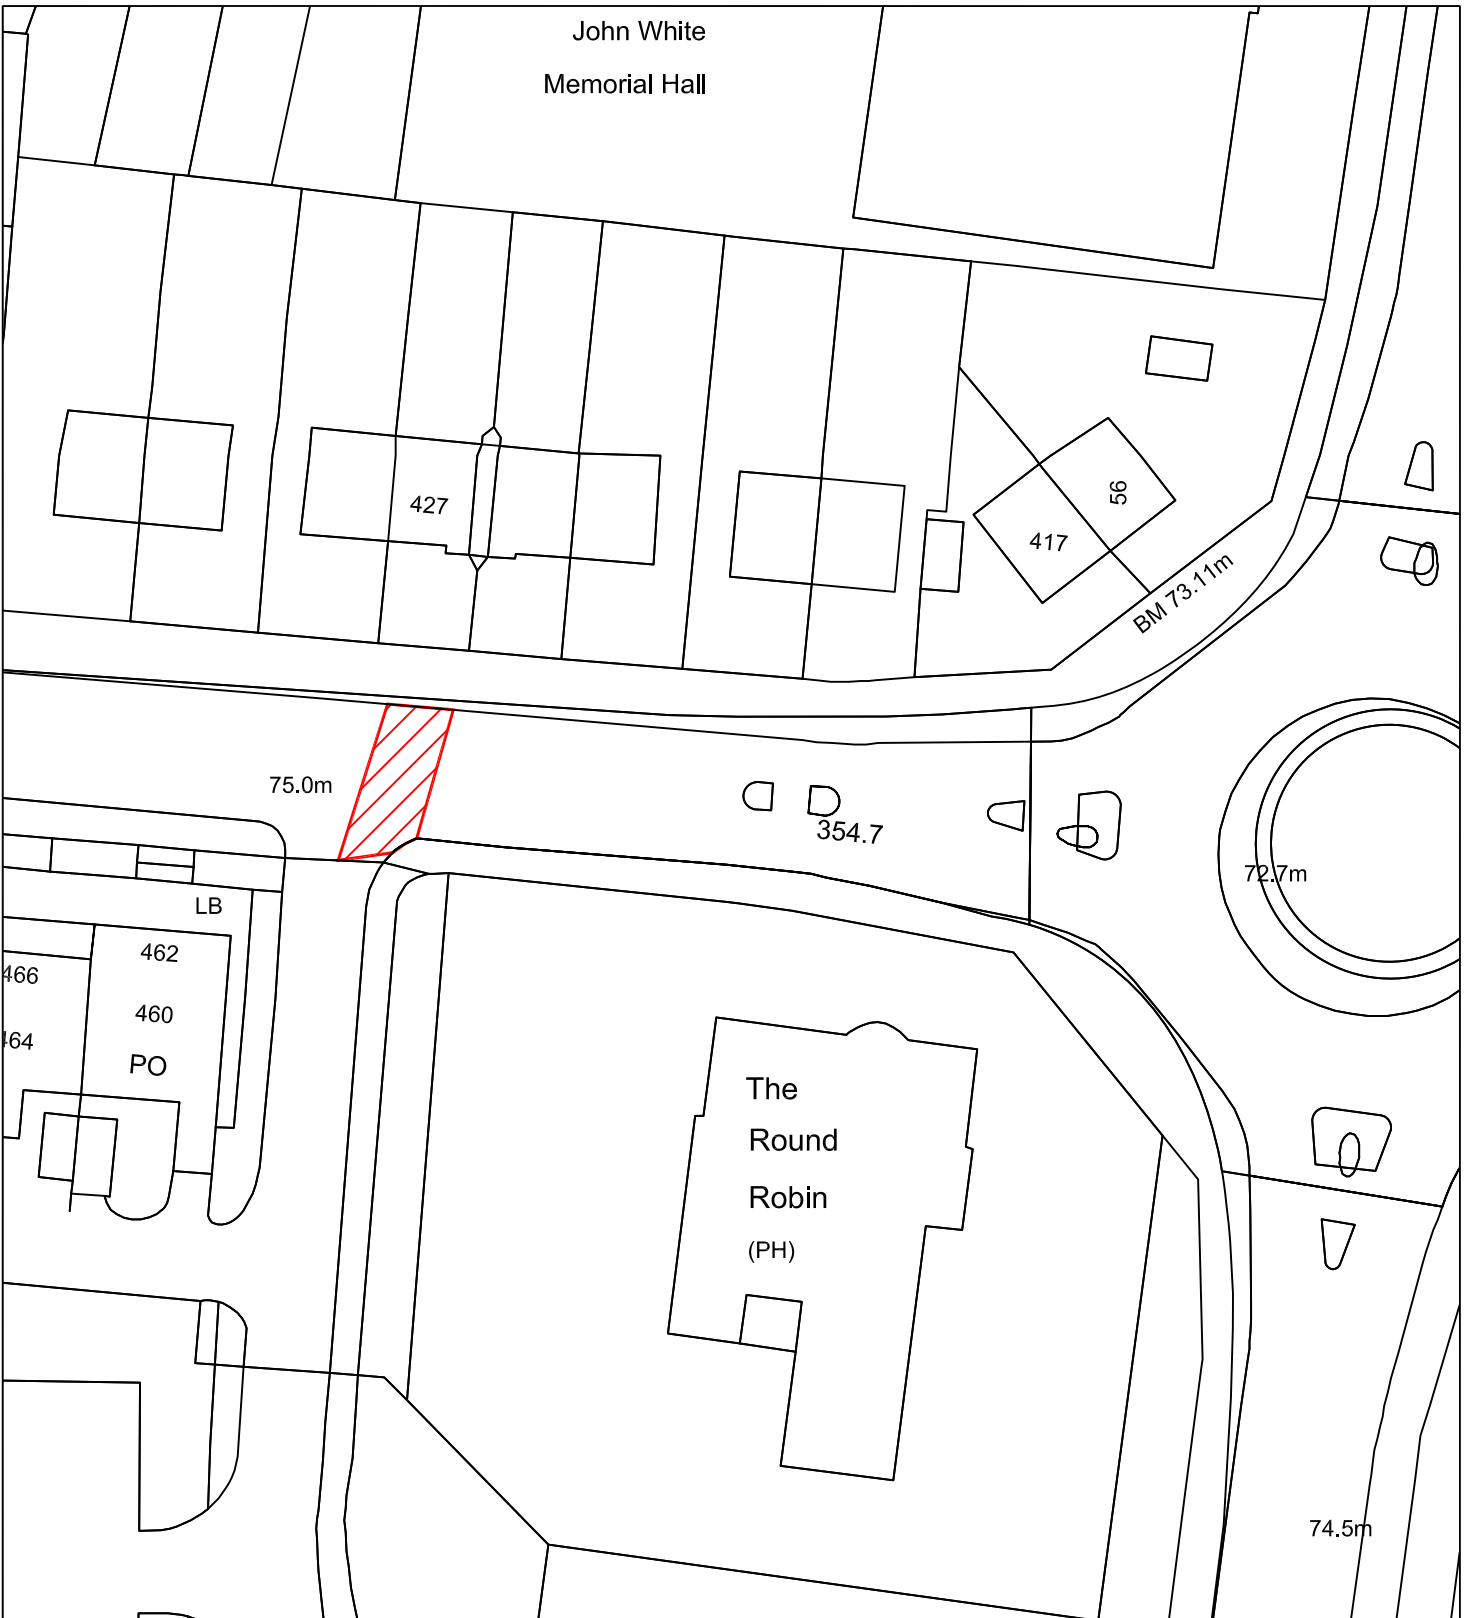 John White
Memorial Hall
427
56
417
BM 73.11m
75.0m
354.7
72.7m
LB
462
466
460
464
PO
The
Round
Robin
(PH)
74.5m